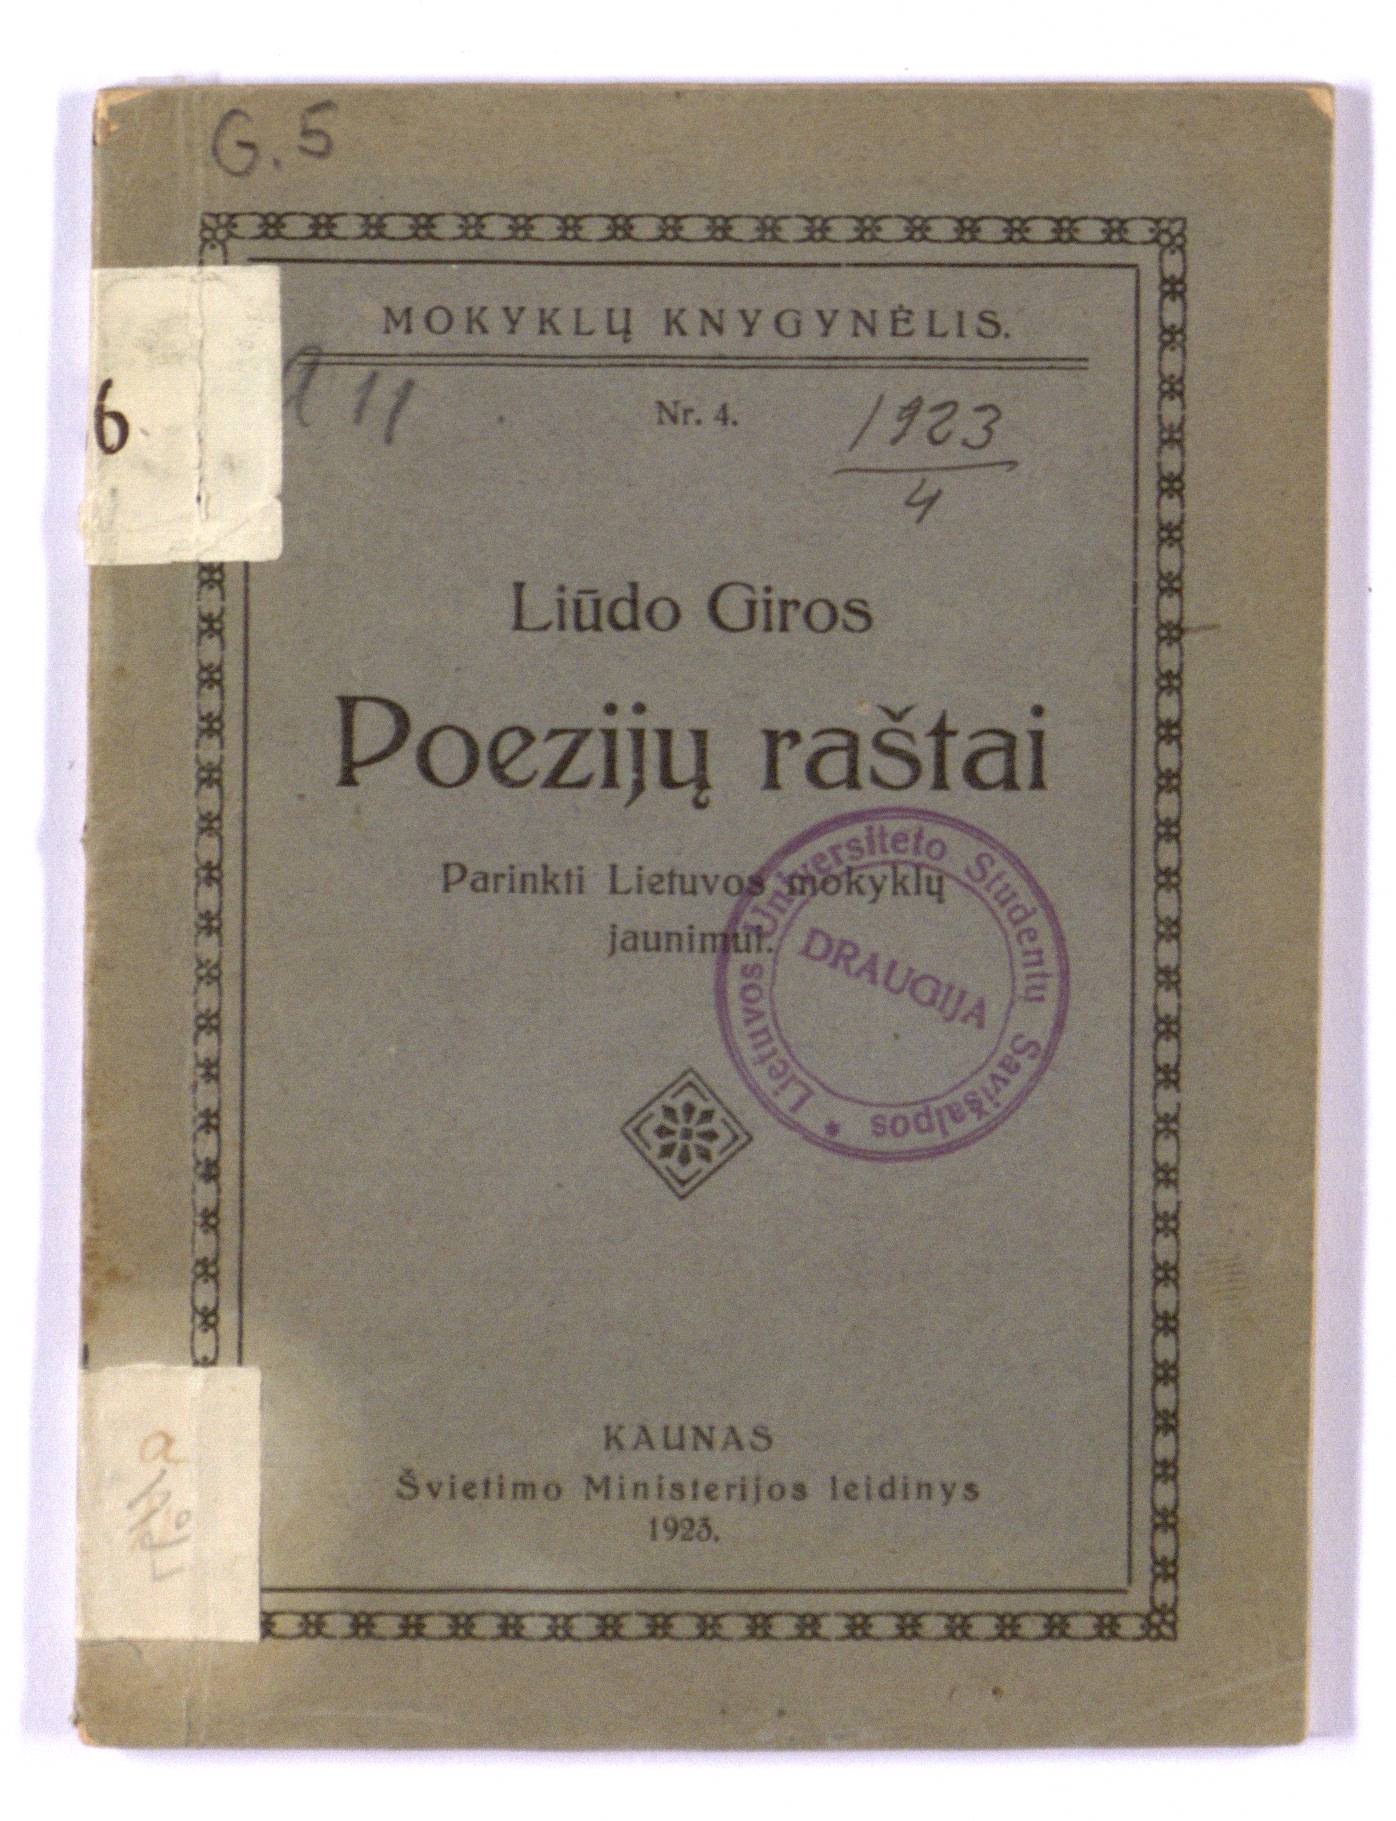 G. 5
MOKYKLŲ KNYGYNĖLIS.
6
11
Nr. 4.
1923
4
Liūdo Giros
Poezijų raštai
Parinkti Lietuvos mokyklų
jaunimui.
Lietuvos Universiteto Studentų Savišalpos *
DRAUGIJA
KAUNAS
Švietimo Ministerijos leidinys
1923.
a